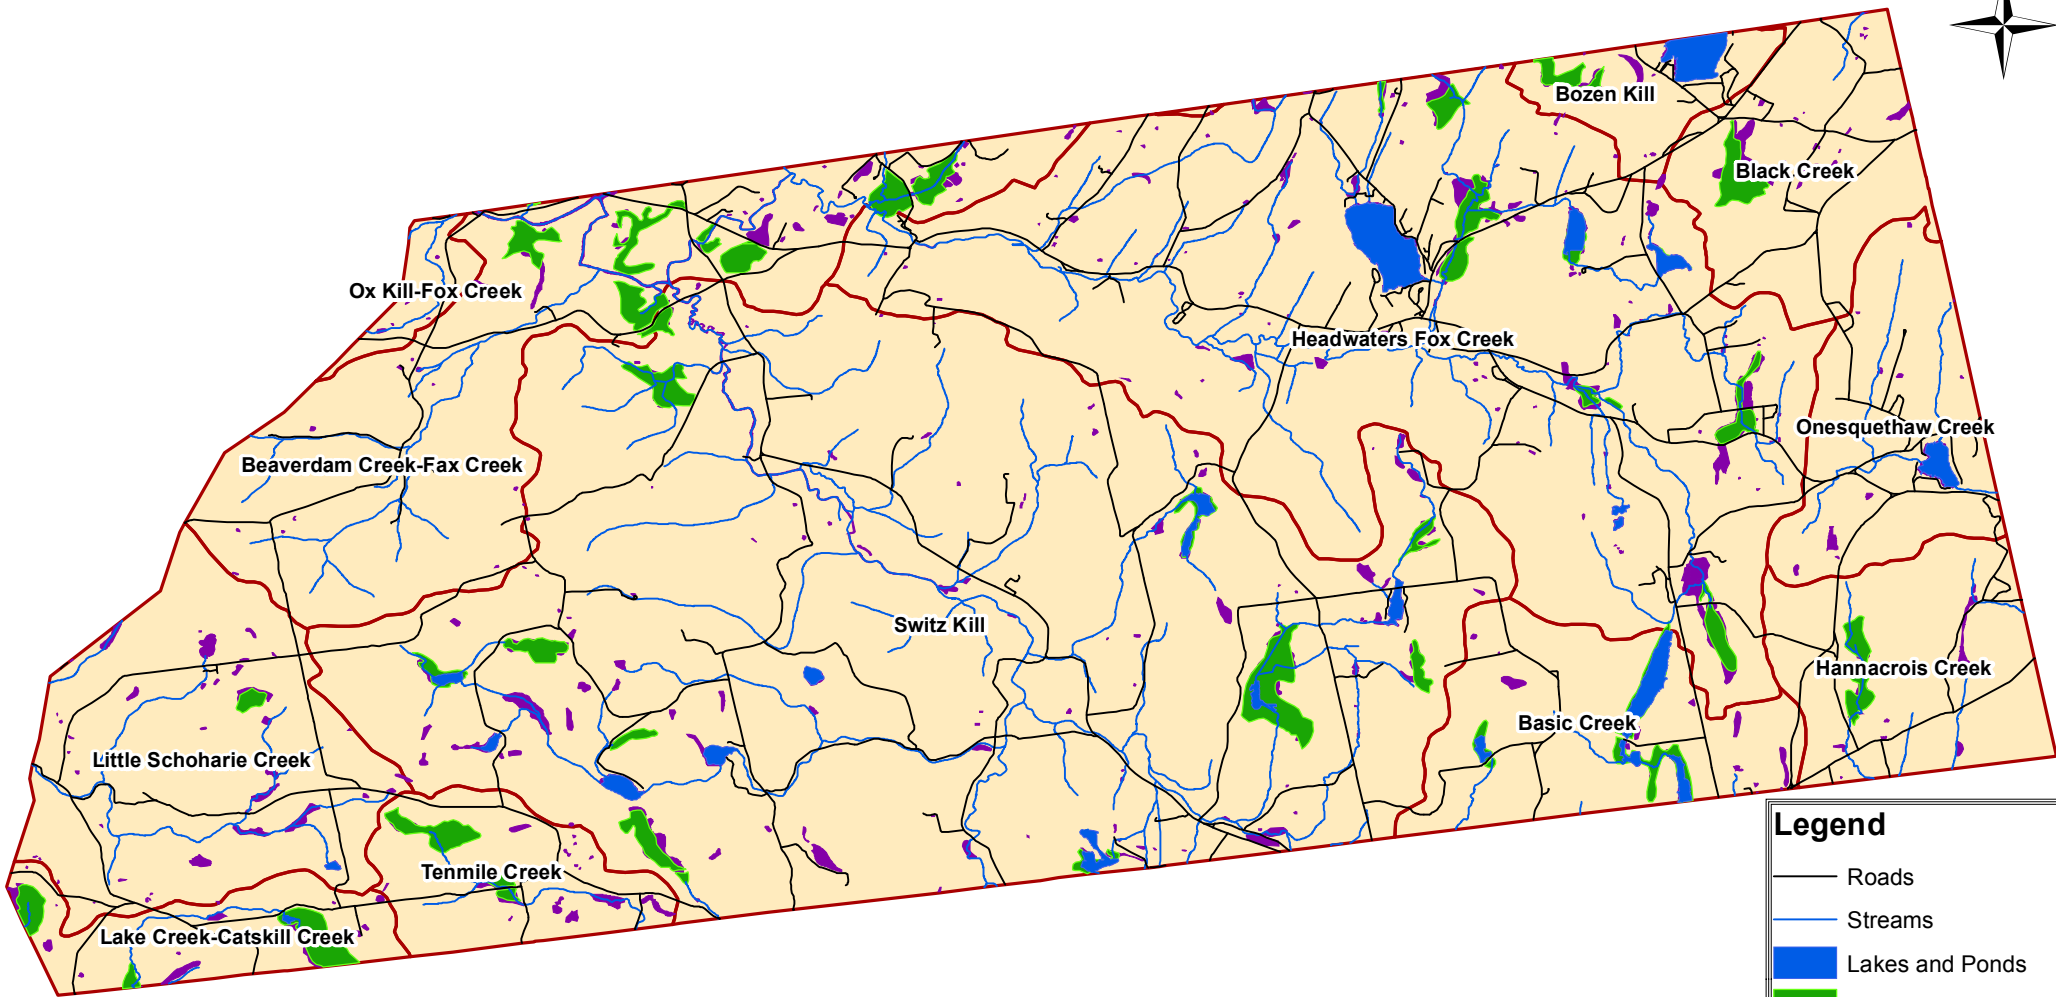 Bozen Kill
Black Creek
Ox Kill-Fox Creek
Headwaters Fox Creek
Onesquethaw Creek
Beaverdam Creek-Fax Creek
Switz Kill
Hannacrois Creek
Basic Creek
Little Schoharie Creek
Tenmile Creek
Lake Creek-Catskill Creek
Legend
Roads
Streams
Lakes and Ponds